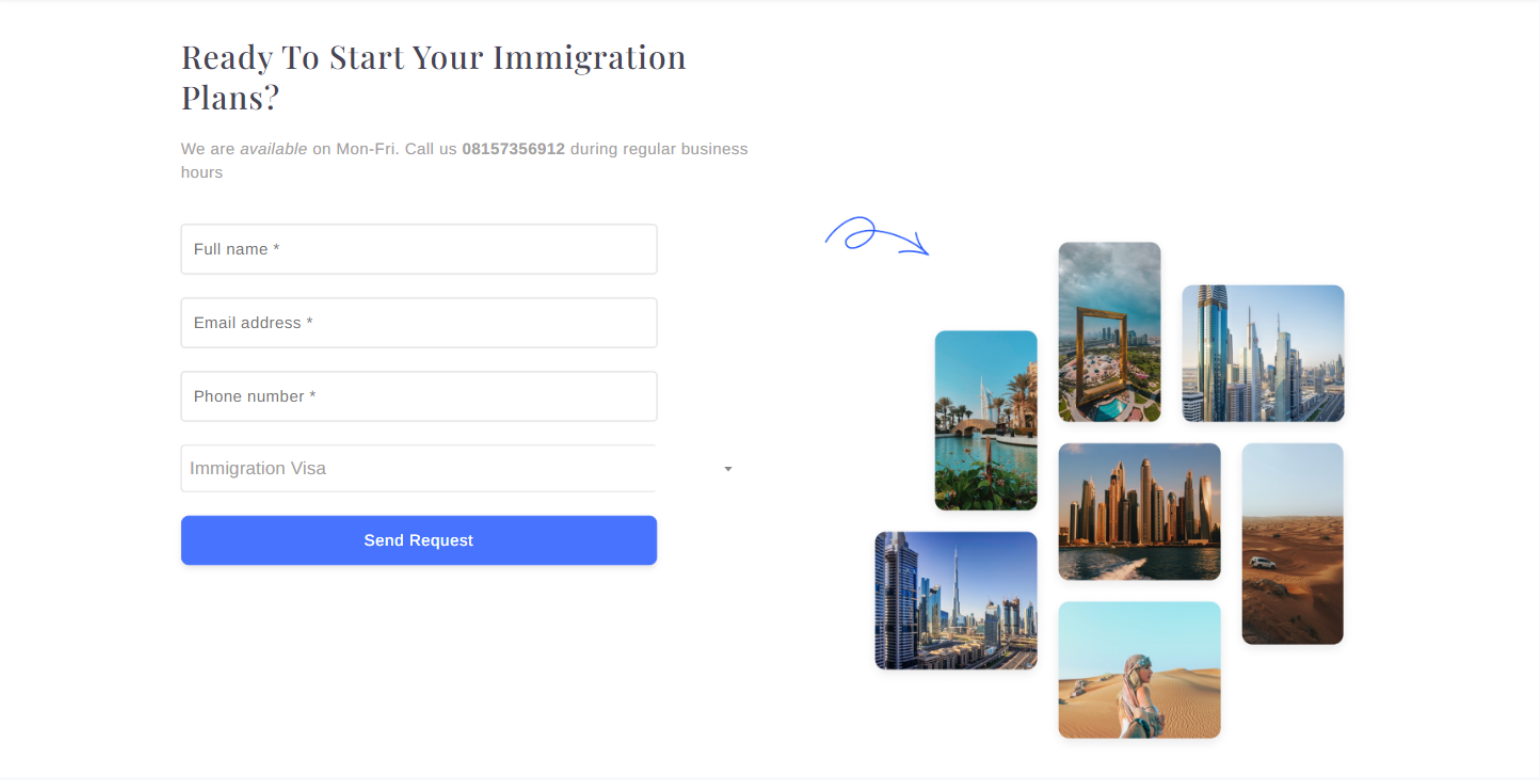 Ready To Start Your Immigration
Plans?
We are available on Mon-Fri. Call us 08157356912 during regular business
hours
Full name *
Email address *
Phone number *
Immigration Visa
Send Request